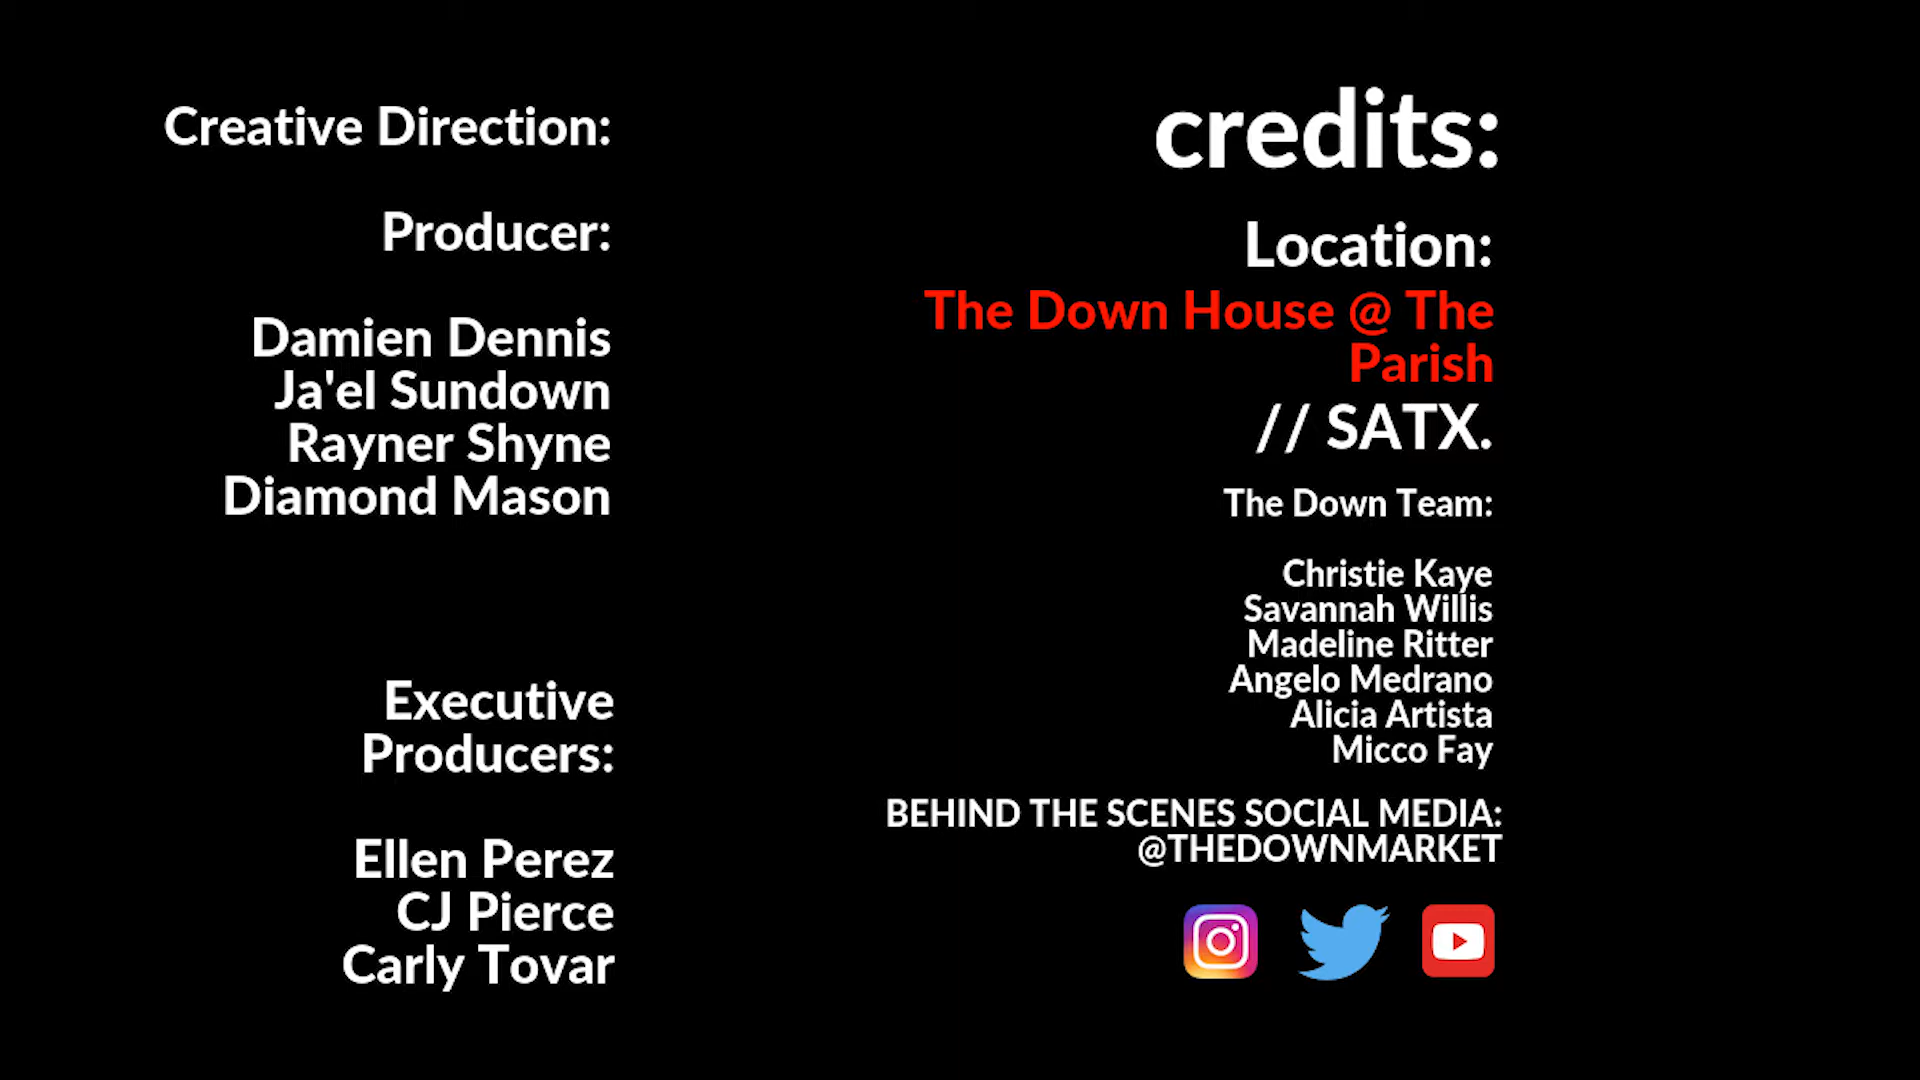 Creative Direction:
Producer:
Damien Dennis
Ja'el Sundown
Rayner Shyne
Diamond Mason
Executive
Producers:
Ellen Perez
CJ Pierce
Carly Tovar
credits:
Location:
The Down House @ The
Parish
// SATX.
The Down Team:
Christie Kaye
Savannah Willis
Madeline Ritter
Angelo Medrano
Alicia Artista
Micco Fay
BEHIND THE SCENES SOCIAL MEDIA:
@THEDOWNMARKET